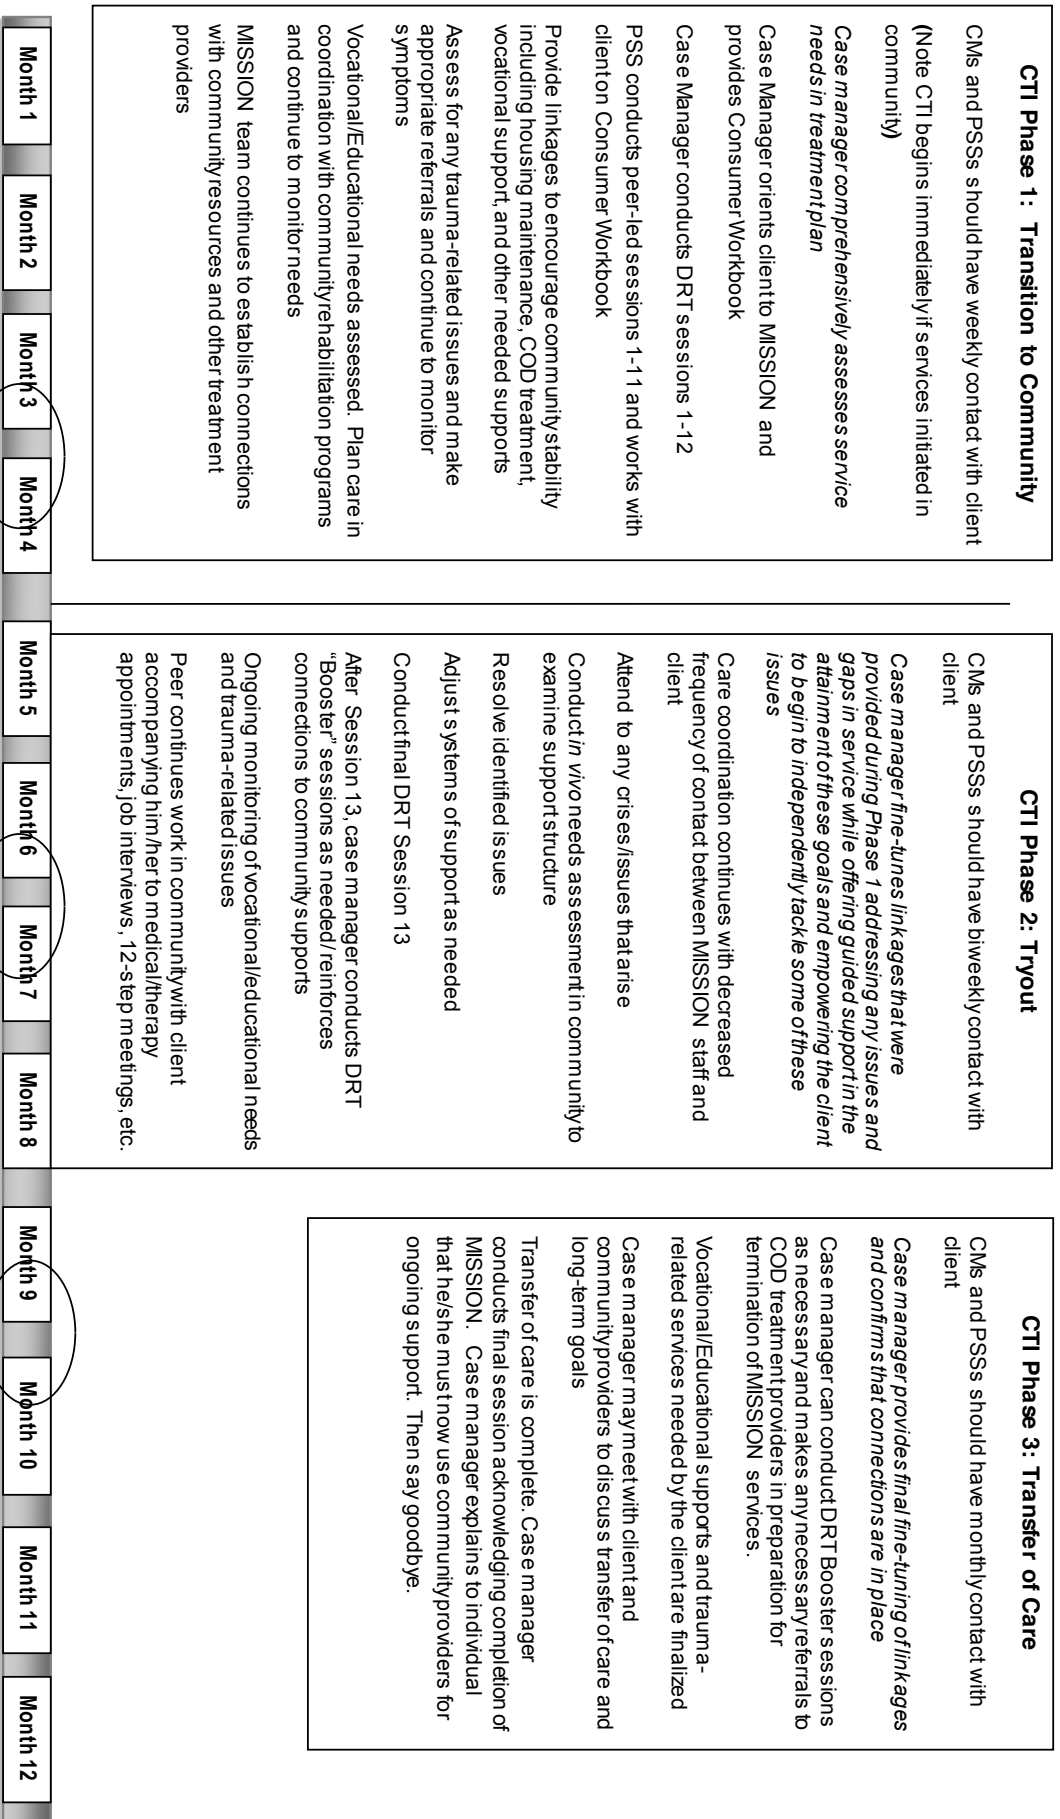 CTI Phase 1: Transition to Community
CMs and PSSs should have weekly contact with client
(Note CTI begins immediately if services initiated in
community)
Case manager comprehensively assesses service
needs in treatment plan
Case Manager orients client to MISSION and
provides Consumer Workbook
Case Manager conducts DRT sessions 1-12
PSS conducts peer-led sessions 1-11 and works with
client on Consumer Workbook
Provide linkages to encourage community stability
including housing maintenance, COD treatment,
vocational support, and other needed supports
Assess for any trauma-related issues and make
appropriate referrals and continue to monitor
symptoms
Vocational/Educational needs assessed. Plan care in
coordination with community rehabilitation programs
and continue to monitor needs
MISSION team continues to establish connections
with community resources and other treatment
providers
CTI Phase 2: Tryout
CMs and PSSs should have biweekly contact with
client
Case manager fine-tunes linkages that were
provided during Phase 1 addressing any issues and
gaps in service while offering guided support in the
attainment of these goals and empowering the client
to begin to independently tackle some of these
issues
Care coordination continues with decreased
frequency of contact between MISSION staff and
client
Attend to any crises/issues that arise
Conduct in vivo needs assessment in community to
examine support structure
Resolve identified issues
Adjust systems of support as needed
Conduct final DRT Session 13
After Session 13, case manager conducts DRT
"Booster" sessions as needed/reinforces
connections to community supports
Ongoing monitoring of vocational/educational needs
and trauma-related issues
Peer continues work in community with client
accompanying him/her to medical/therapy
appointments, job interviews, 12-step meetings, etc.
CTI Phase 3: Transfer of Care
CMs and PSSs should have monthly contact with
client
Case manager provides final fine-tuning of linkages
and confirms that connections are in place
Case manager can conduct DRT Booster sessions
as necessary and makes any necessary referrals to
COD treatment providers in preparation for
termination of MISSION services.
Vocational/Educational supports and trauma-
related services needed by the client are finalized
Case manager may meet with client and
community providers to discuss transfer of care and
long-term goals
Transfer of care is complete. Case manager
conducts final session acknowledging completion of
MISSION. Case manager explains to individual
that he/she must now use community providers for
ongoing support. Then say goodbye.
Month 1
Month 2
Month 3
Month 4
Month 5
Month 6
Month 7
Month 8
Month 9
Month 10
Month 11
Month 12